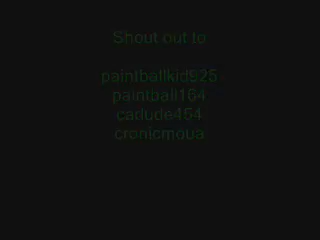 Shout out to
paintballkid925
paintball164
cadude454
cronicmoua